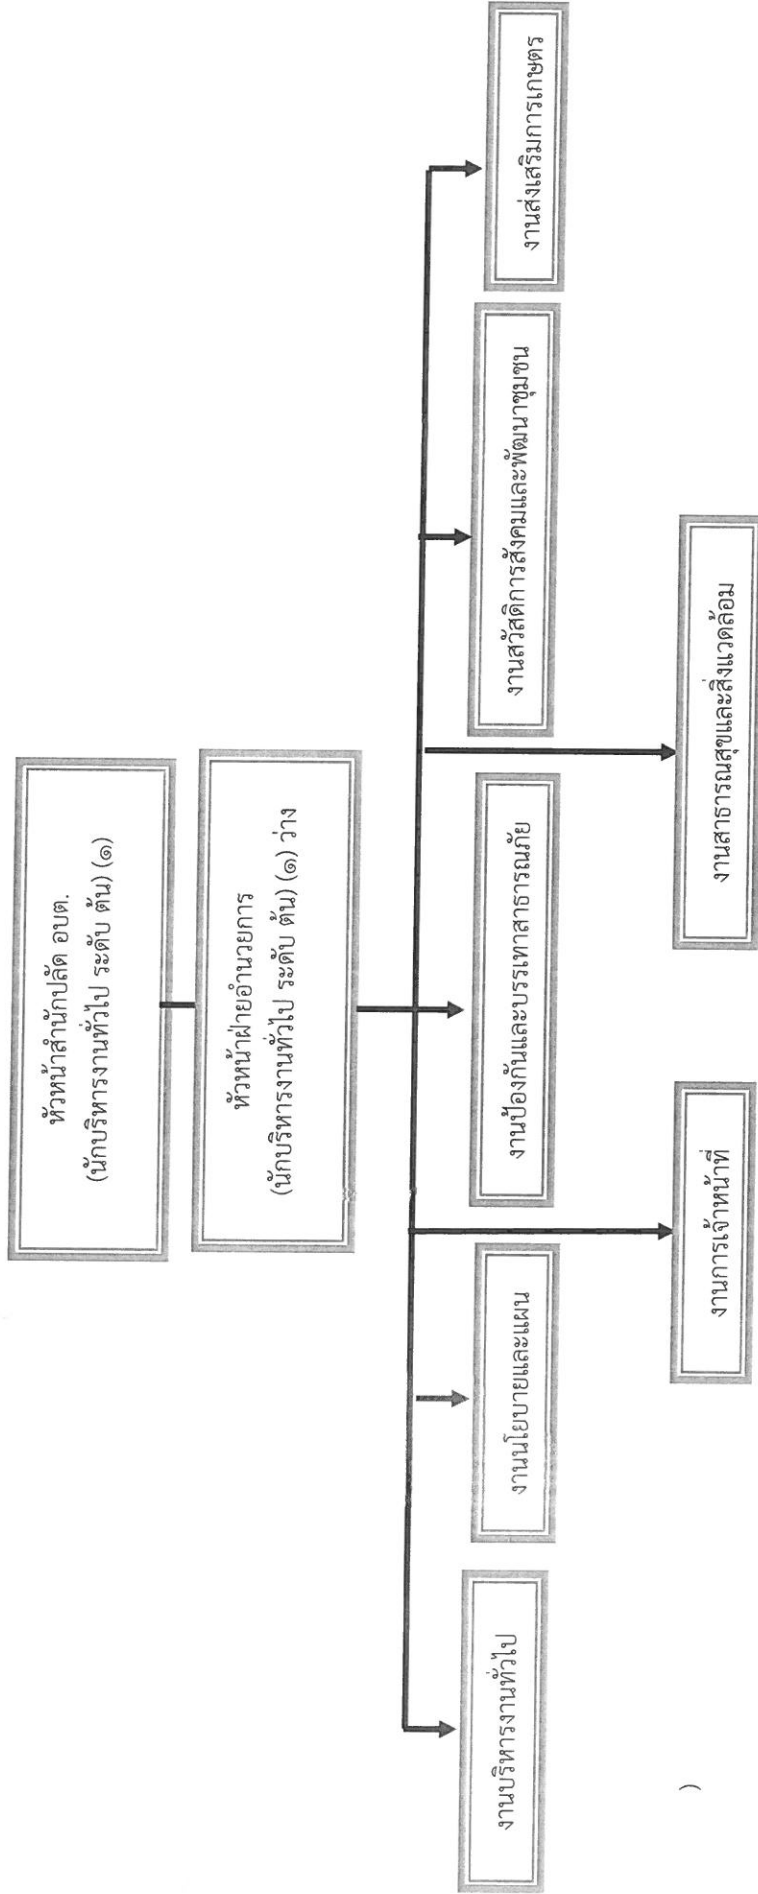 หัวหน้าสำนักปลัด อบต.
(นักบริหารงานทั่วไป ระดับ ต้น) (๑)
หัวหน้าฝ่ายอำนวยการ
(นักบริหารงานทั่วไป ระดับ ต้น) (๑) ว่าง
งานบริหารงานทั่วไป
งานนโยบายและแผน
งานป้องกันและบรรเทาสาธารณภัย
งานสวัสดิการสังคมและพัฒนาชุมชน
งานส่งเสริมการเกษตร
งานการเจ้าหน้าที่
งานสาธารณสุขและสิ่งแวดล้อม
)